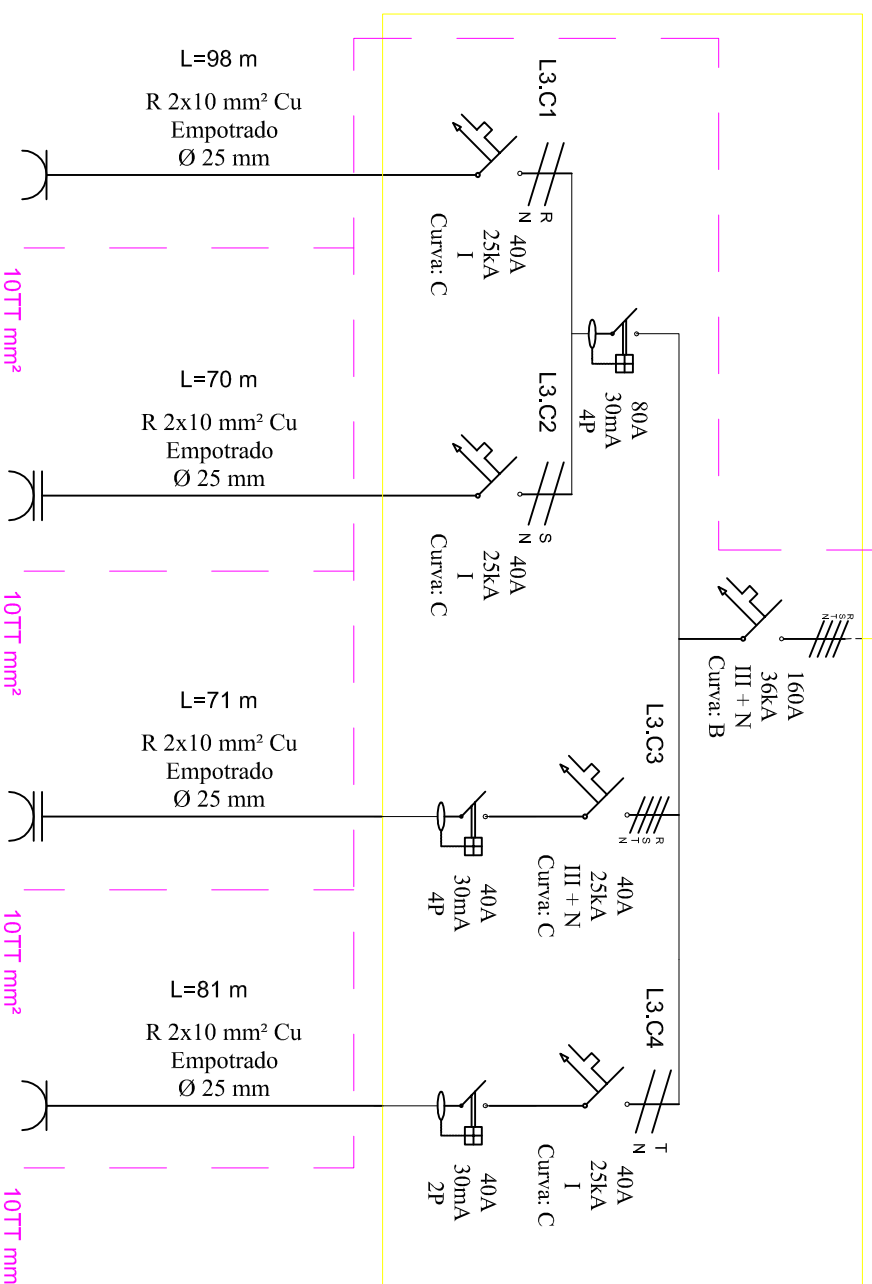 R
S
T
N
160A
36kA
III + N
Curva: B
80A
30mA
4P
L3.C1
R
N
40A
25kA
I
Curva: C
L=98 m
R 2x10 mm² Cu
Empotrado
Ø 25 mm
10TT mm²
L3.C2
S
N
40A
25kA
I
Curva: C
L=70 m
R 2x10 mm² Cu
Empotrado
Ø 25 mm
10TT mm²
L3.C3
R
S
T
N
40A
25kA
III + N
Curva: C
40A
30mA
4P
L=71 m
R 2x10 mm² Cu
Empotrado
Ø 25 mm
10TT mm²
L3.C4
T
N
40A
25kA
I
Curva: C
40A
30mA
2P
L=81 m
R 2x10 mm² Cu
Empotrado
Ø 25 mm
10TT mm